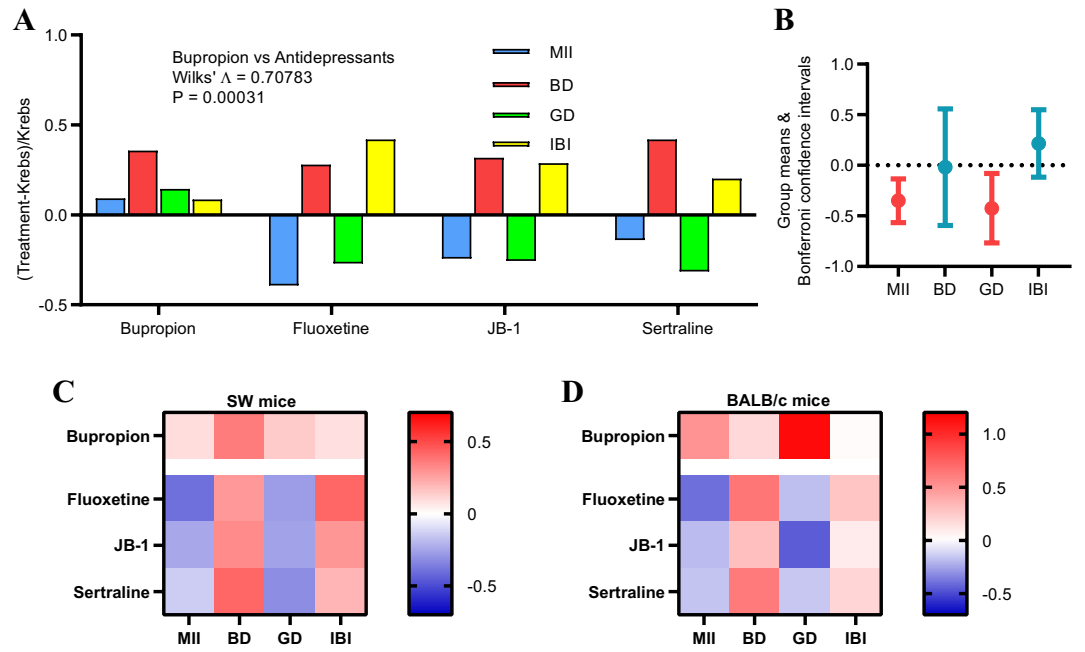 A
1.0
0.5
0.0
-0.5
(Treatment-Krebs)/Krebs
Bupropion vs Antidepressants
Wilks' Λ = 0.70783
P = 0.00031
MII
BD
GD
IBI
Bupropion
Fluoxetine
JB-1
Sertraline
B
1.0
0.5
0.0
-0.5
-1.0
Group means &
Bonferroni confidence intervals
MII
BD
GD
IBI
C
SW mice
Bupropion
Fluoxetine
JB-1
Sertraline
MII
BD
GD
IBI
0.5
0
-0.5
D
BALB/c mice
Bupropion
Fluoxetine
JB-1
Sertraline
MII
BD
GD
IBI
1.0
0.5
0
-0.5